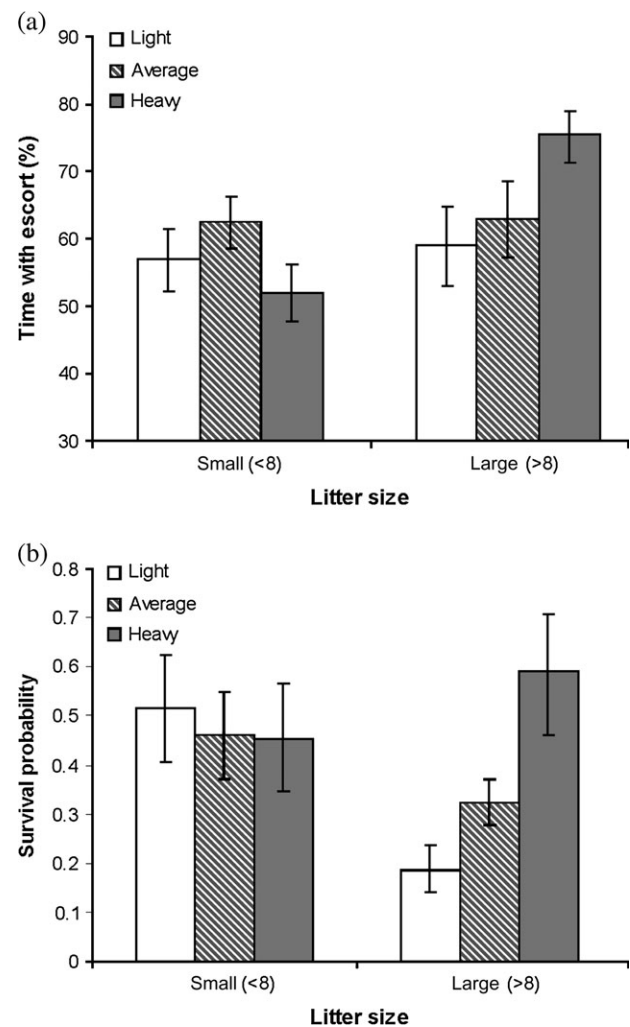 (a)
90
80
70
60
50
40
30
Time with escort (%)
Light
Average
Heavy
Small (<8)
Large (>8)
Litter size
(b)
0.8
0.7
0.6
0.5
0.4
0.3
0.2
0.1
0
Survival probability
Light
Average
Heavy
Small (<8)
Large (>8)
Litter size